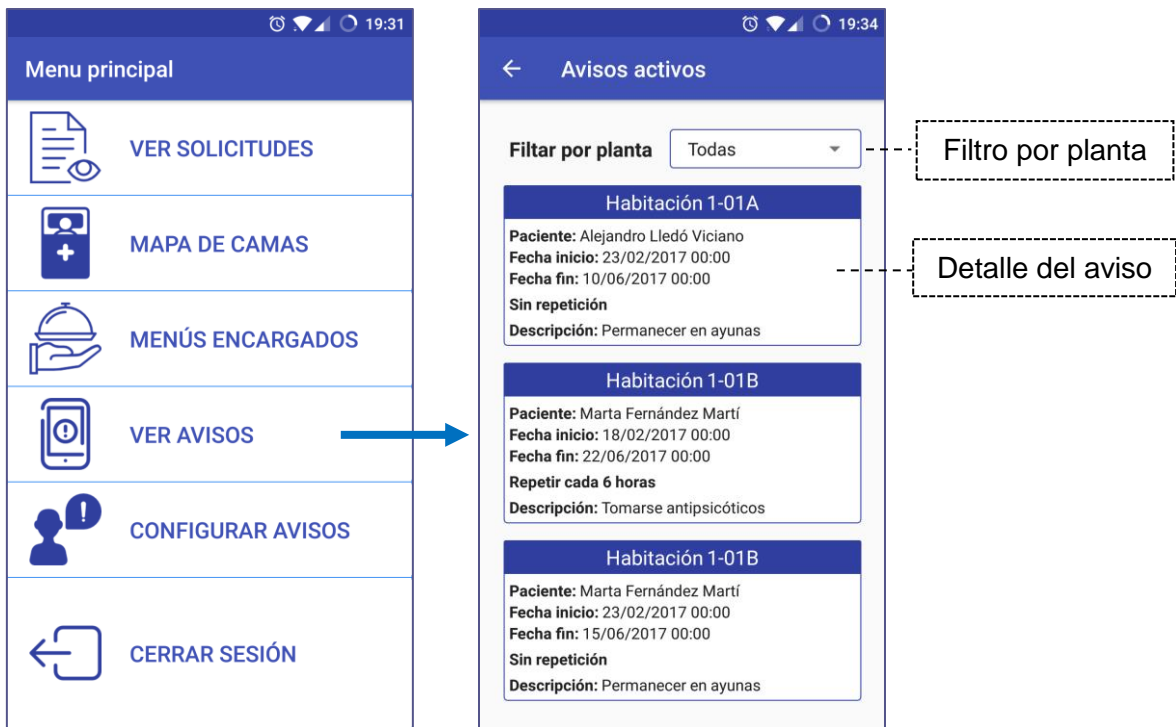 19:31
Menu principal
VER SOLICITUDES
MAPA DE CAMAS
MENÚS ENCARGADOS
VER AVISOS
CONFIGURAR AVISOS
CERRAR SESIÓN
19:34
Avisos activos
Filtar por planta
Todas
Habitación 1-01A
Paciente: Alejandro Lledó Viciano
Fecha inicio: 23/02/2017 00:00
Fecha fin: 10/06/2017 00:00
Sin repetición
Descripción: Permanecer en ayunas
Habitación 1-01B
Paciente: Marta Fernández Martí
Fecha inicio: 18/02/2017 00:00
Fecha fin: 22/06/2017 00:00
Repetir cada 6 horas
Descripción: Tomarse antipsicóticos
Habitación 1-01B
Paciente: Marta Fernández Martí
Fecha inicio: 23/02/2017 00:00
Fecha fin: 15/06/2017 00:00
Sin repetición
Descripción: Permanecer en ayunas
Filtro por planta
Detalle del aviso